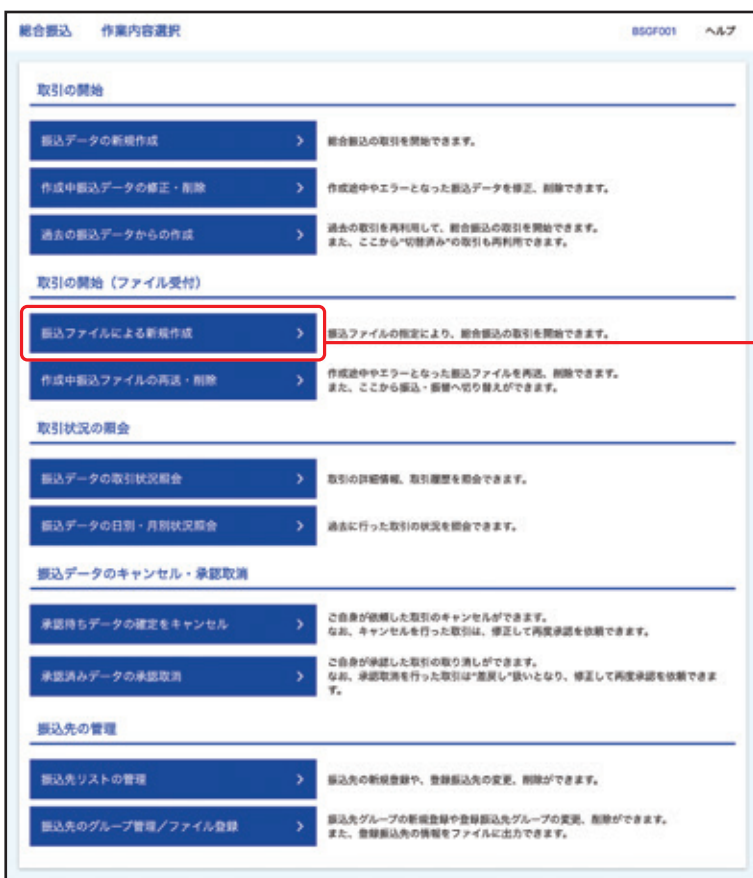 総合振込 作業内容選択 BSGF001 ヘルプ
取引の開始
振込データの新規作成
総合振込の取引を開始できます。
作成中振込データの修正・削除
作成途中やエラーとなった振込データを修正、削除できます。
過去の振込データからの作成
過去の取引を再利用して、総合振込の取引を開始できます。
また、ここから“切替済み”の取引も再利用できます。
取引の開始（ファイル受付）
振込ファイルによる新規作成
振込ファイルの指定により、総合振込の取引を開始できます。
作成中振込ファイルの再送・削除
作成途中やエラーとなった振込ファイルを再送、削除できます。
また、ここから振込・振替へ切り替えができます。
取引状況の照会
振込データの取引状況照会
取引の詳細情報、取引履歴を照会できます。
振込データの日別・月別状況照会
過去に行った取引の状況を照会できます。
振込データのキャンセル・承認取消
承認待ちデータの確定をキャンセル
ご自身が依頼した取引のキャンセルができます。
なお、キャンセルを行った取引は、修正して再度承認を依頼できます。
承認済みデータの承認取消
ご自身が承認した取引の取り消しができます。
なお、承認取消を行った取引は“差戻し”扱いとなり、修正して再度承認を依頼できま
す。
振込先の管理
振込先リストの管理
振込先の新規登録や、登録振込先の変更、削除ができます。
振込先のグループ管理／ファイル登録
振込先グループの新規登録や登録振込先グループの変更、削除ができます。
また、登録振込先の情報をファイルに出力できます。